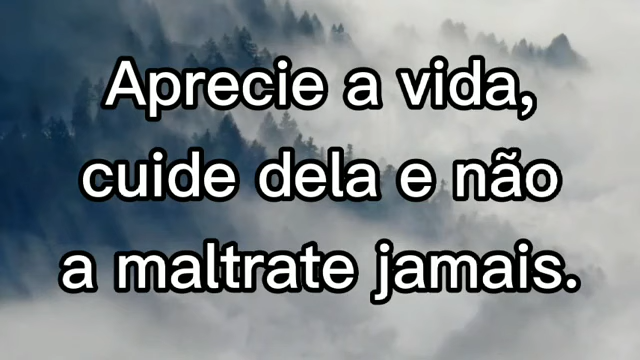 Aprecie a vida,
cuide dela e não
a maltrate jamais.